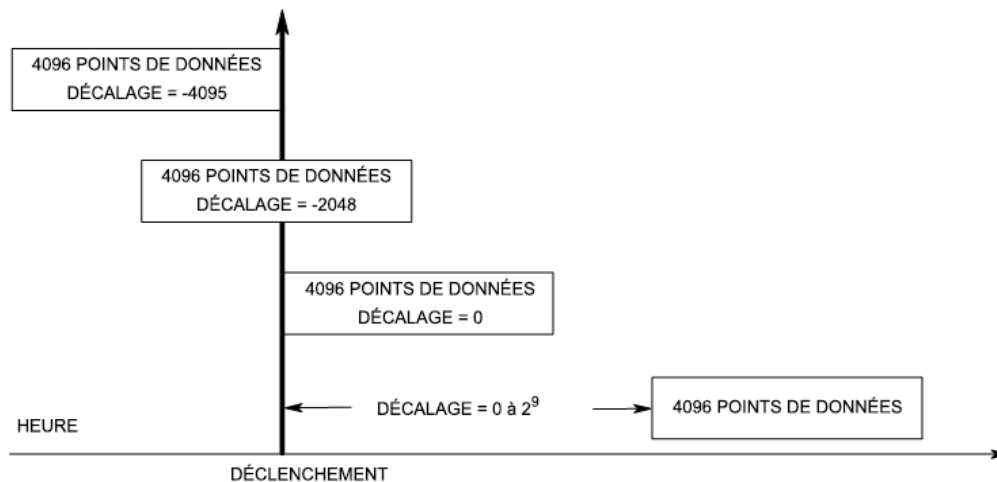 4096 POINTS DE DONNÉES
DÉCALAGE = -4095
4096 POINTS DE DONNÉES
DÉCALAGE = -2048
4096 POINTS DE DONNÉES
DÉCALAGE = 0
DÉCALAGE = 0 à 2⁹
4096 POINTS DE DONNÉES
HEURE
DÉCLENCHEMENT